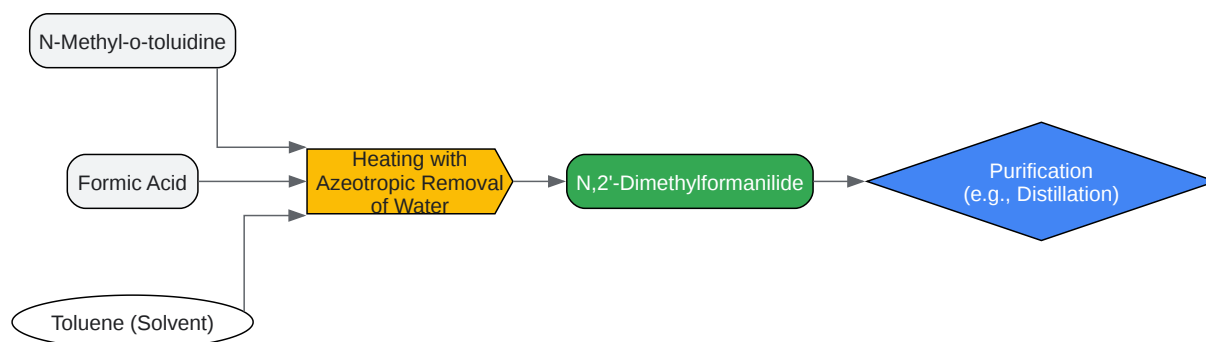 N-Methyl-o-toluidine
Formic Acid
Toluene (Solvent)
Heating with
Azeotropic Removal
of Water
N,2'-Dimethylformanilide
Purification
(e.g., Distillation)